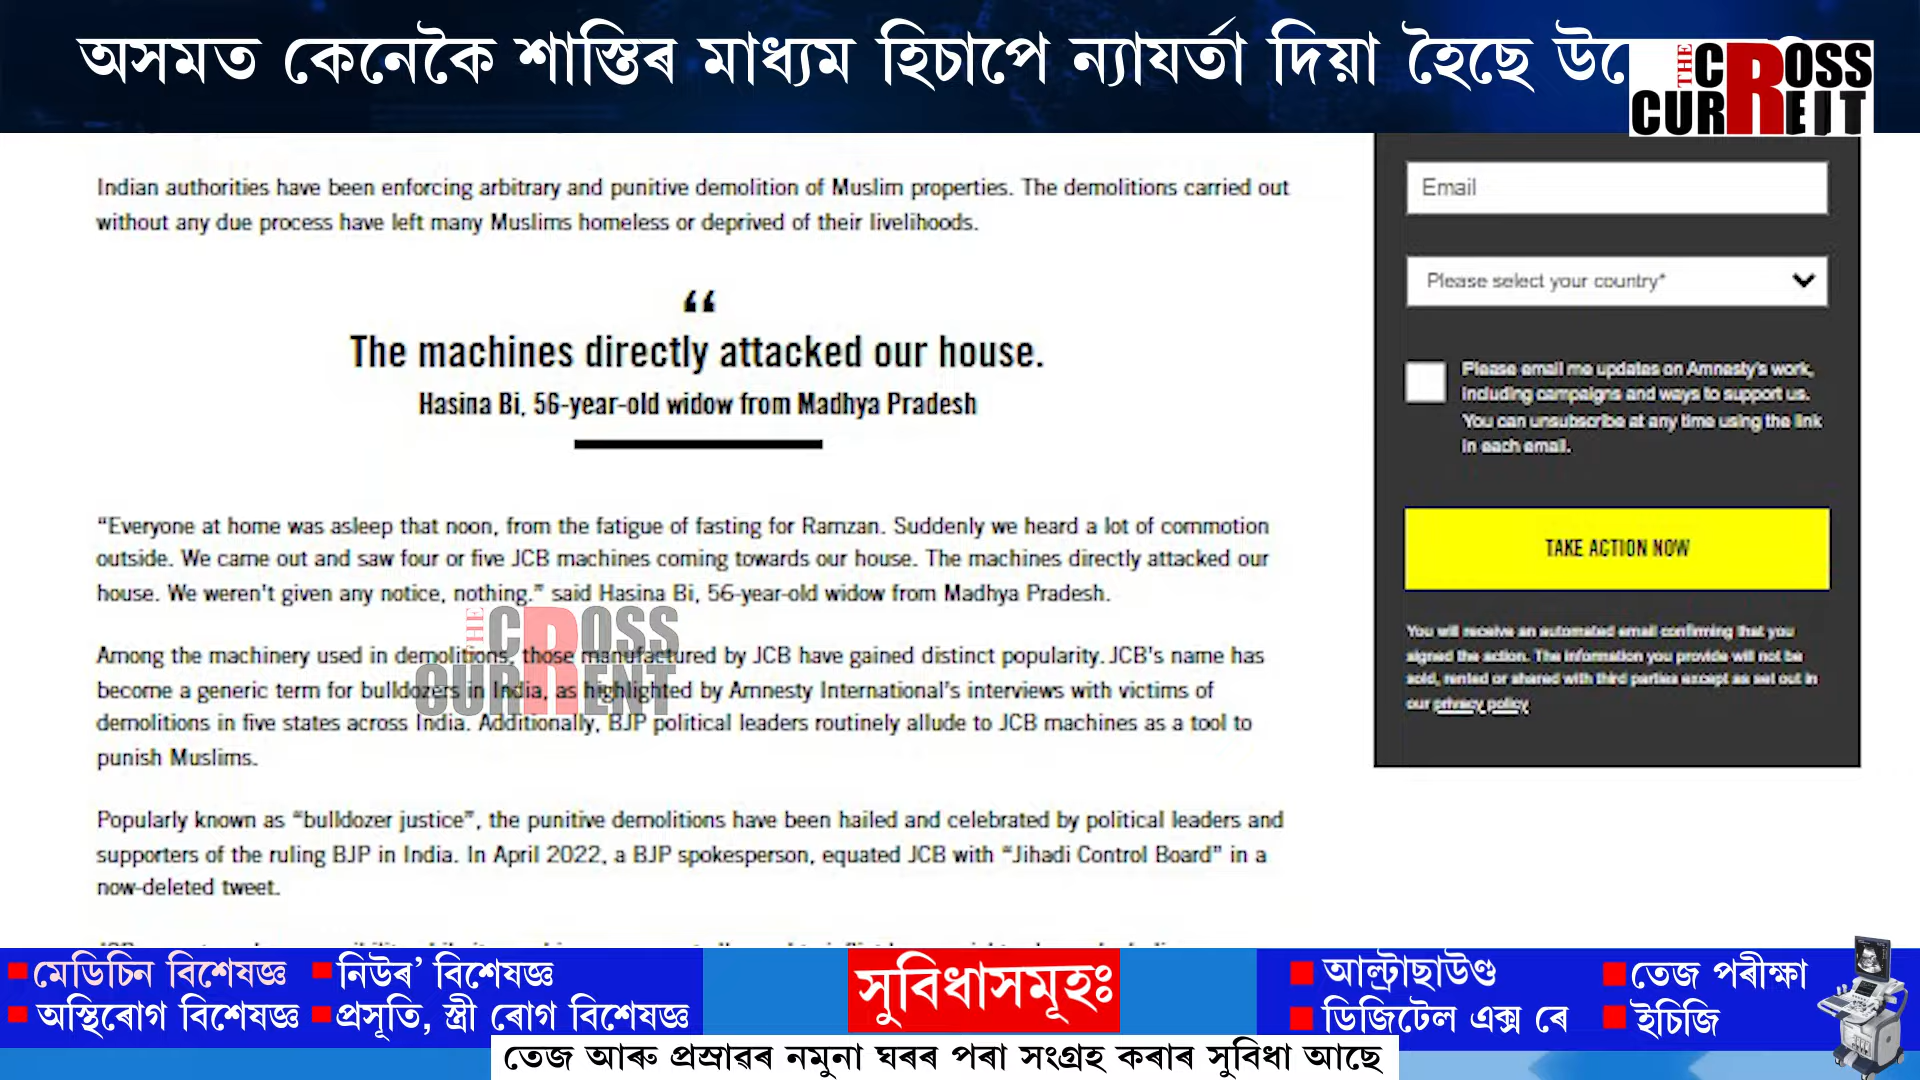 অসমত কেনেকৈ শাস্তিৰ মাধ্যম হিচাপে ন্যায্যৰ্তা দিয়া হৈছে
THE CROSS CURRENT
Indian authorities have been enforcing arbitrary and punitive demolition of Muslim properties. The demolitions carried out
without any due process have left many Muslims homeless or deprived of their livelihoods.
“
The machines directly attacked our house.
Hasina Bi, 56-year-old widow from Madhya Pradesh
“Everyone at home was asleep that noon, from the fatigue of fasting for Ramzan. Suddenly we heard a lot of commotion
outside. We came out and saw four or five JCB machines coming towards our house. The machines directly attacked our
house. We weren't given any notice, nothing.” said Hasina Bi, 56-year-old widow from Madhya Pradesh.
Among the machinery used in demolitions, those manufactured by JCB have gained distinct popularity. JCB's name has
become a generic term for bulldozers in India, as highlighted by Amnesty International's interviews with victims of
demolitions in five states across India. Additionally, BJP political leaders routinely allude to JCB machines as a tool to
punish Muslims.
Popularly known as “bulldozer justice”, the punitive demolitions have been hailed and celebrated by political leaders and
supporters of the ruling BJP in India. In April 2022, a BJP spokesperson, equated JCB with “Jihadi Control Board” in a
now-deleted tweet.
THE CROSS CURRENT
Email
Please select your country*
Please email me updates on Amnesty's work,
including campaigns and ways to support us.
You can unsubscribe at any time using the link
in each email.
TAKE ACTION NOW
You will receive an automated email confirming that you
signed the action. The information you provide will not be
sold, rented or shared with third parties except as set out in
our privacy policy
মেডিচিন বিশেষজ্ঞ নিউৰ’ বিশেষজ্ঞ
অস্থিৰোগ বিশেষজ্ঞ প্ৰসূতি, স্ত্ৰী ৰোগ বিশেষজ্ঞ
সুবিধাসমূহঃ
আল্ট্ৰাছাউণ্ড তেজ পৰীক্ষা
ডিজিটেল এক্স ৰে ইচিজি
তেজ আৰু প্ৰস্ৰাৱৰ নমুনা ঘৰৰ পৰা সংগ্ৰহ কৰাৰ সুবিধা আছে